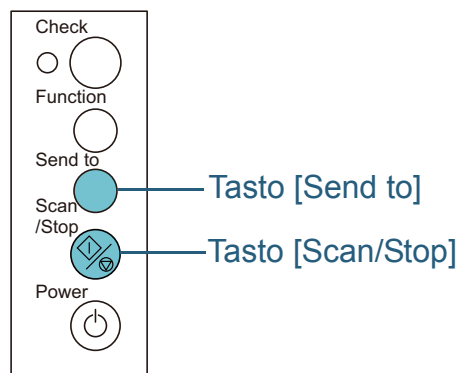 Check
Function
Send to
Tasto [Send to]
Scan
/Stop
Tasto [Scan/Stop]
Power